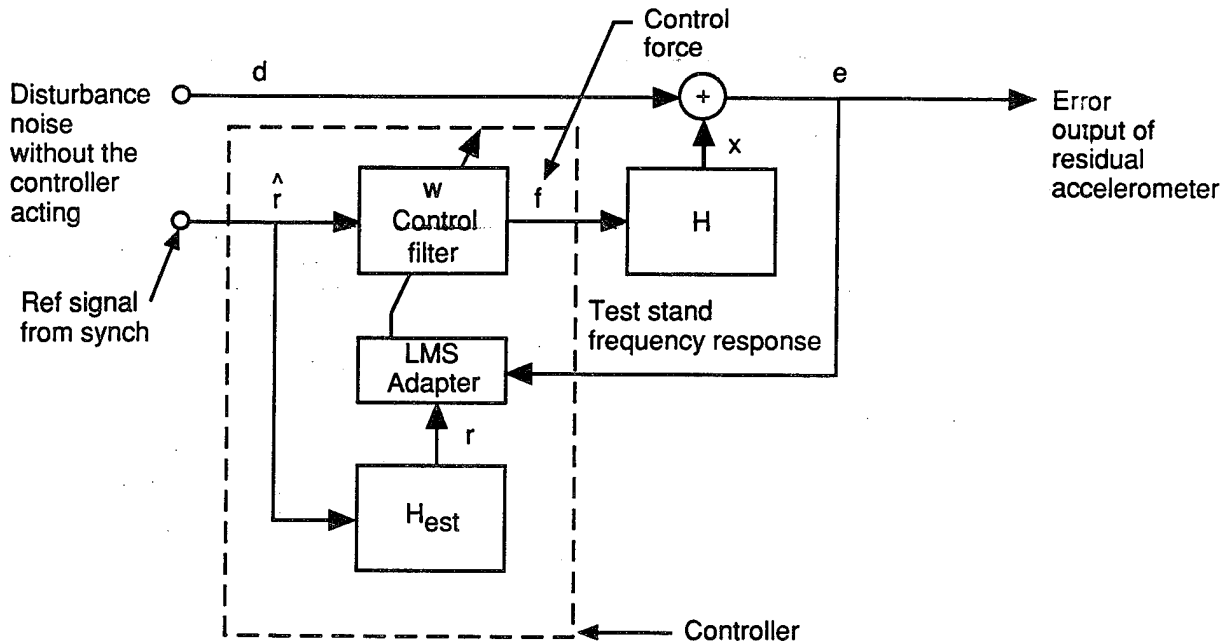 Control
force
d
e
Disturbance
noise
without the
controller
acting
+
Error
output of
residual
accelerometer
x
r̂
w
Control
filter
f
H
Ref signal
from synch
Test stand
frequency response
LMS
Adapter
r
Hest
Controller